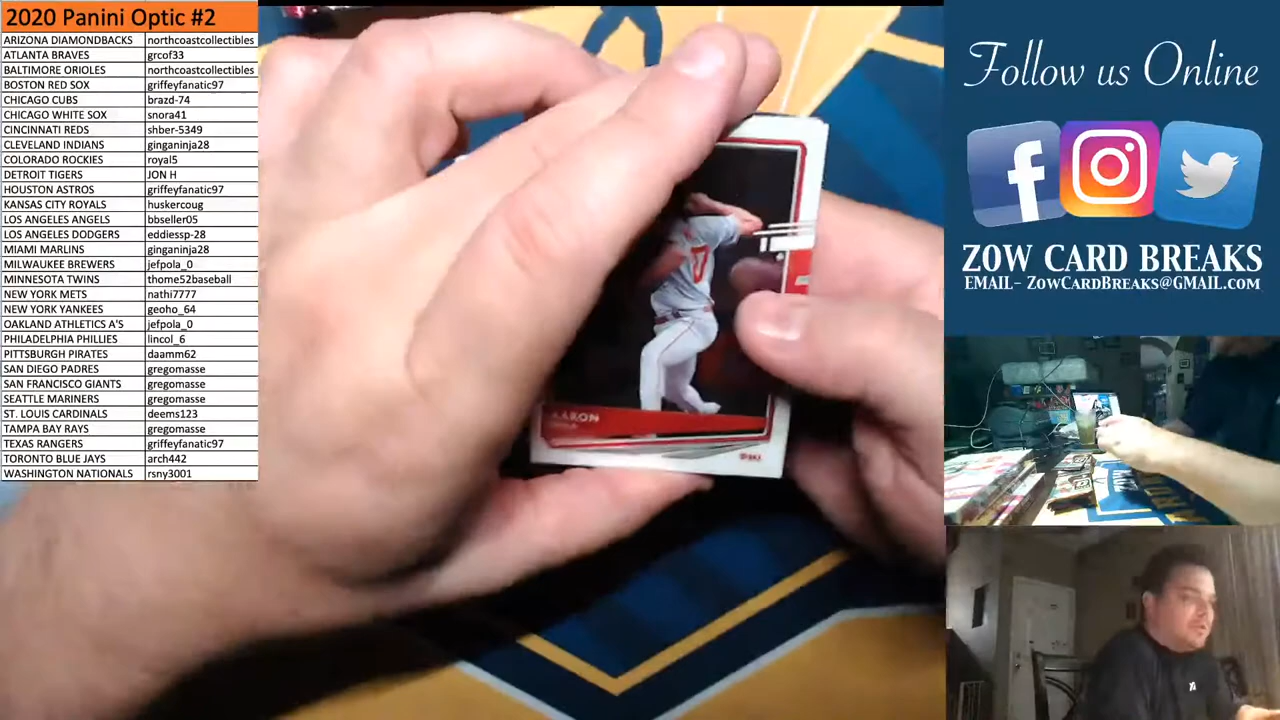 2020 Panini Optic #2
ARIZONA DIAMONDBACKS northcoastcollectibles
ATLANTA BRAVES grcof33
BALTIMORE ORIOLES northcoastcollectibles
BOSTON RED SOX griffeyfanatic97
CHICAGO CUBS brazd-74
CHICAGO WHITE SOX snora41
CINCINNATI REDS shber-5349
CLEVELAND INDIANS ginganinja28
COLORADO ROCKIES royal5
DETROIT TIGERS JON H
HOUSTON ASTROS griffeyfanatic97
KANSAS CITY ROYALS huskercoug
LOS ANGELES ANGELS bbseller05
LOS ANGELES DODGERS eddiessp-28
MIAMI MARLINS ginganinja28
MILWAUKEE BREWERS jefpola_0
MINNESOTA TWINS thome52baseball
NEW YORK METS nathi7777
NEW YORK YANKEES geoho_64
OAKLAND ATHLETICS A'S jefpola_0
PHILADELPHIA PHILLIES lincol_6
PITTSBURGH PIRATES daamm62
SAN DIEGO PADRES gregomasse
SAN FRANCISCO GIANTS gregomasse
SEATTLE MARINERS gregomasse
ST. LOUIS CARDINALS deems123
TAMPA BAY RAYS gregomasse
TEXAS RANGERS griffeyfanatic97
TORONTO BLUE JAYS arch442
WASHINGTON NATIONALS rsny3001
Follow us Online
ZOW CARD BREAKS
EMAIL- ZOWCARDBREAKS@GMAIL.COM